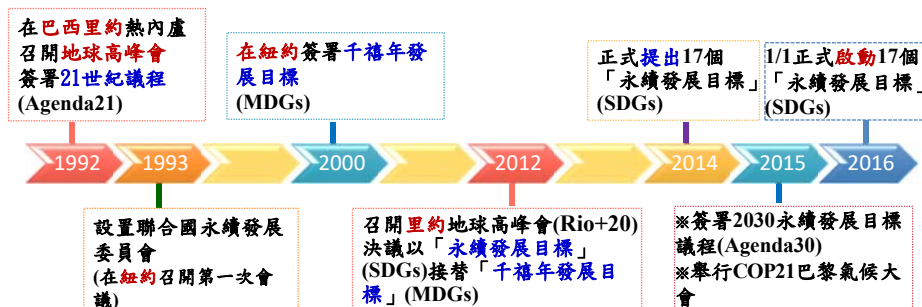 在巴西里約熱內盧
召開地球高峰會
簽署21世紀議程
(Agenda21)
在紐約簽署千禧年發
展目標
(MDGs)
正式提出17個
「永續發展目標」
(SDGs)
1/1正式啟動17個
「永續發展目標」
(SDGs)
1992
1993
2000
2012
2014
2015
2016
設置聯合國永續發展
委員會
(在紐約召開第一次會
議)
召開里約地球高峰會(Rio+20)
決議以「永續發展目標」
(SDGs)接替「千禧年發展目
標」(MDGs)
※簽署2030永續發展目標
議程(Agenda30)
※舉行COP21巴黎氣候大
會